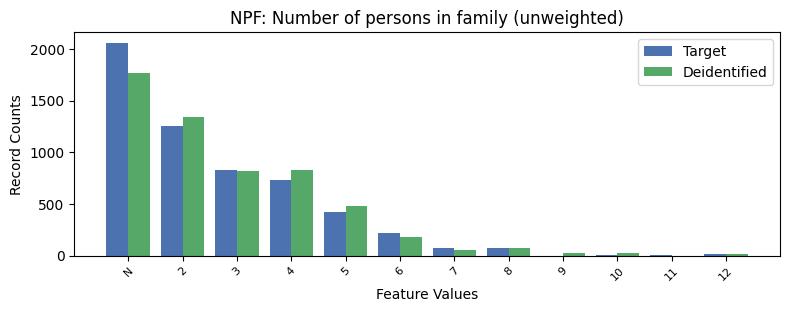 NPF: Number of persons in family (unweighted)
Target
Deidentified
Record Counts
2000
1500
1000
500
0
N 2 3 4 5 6 7 8 9 10 11 12
Feature Values